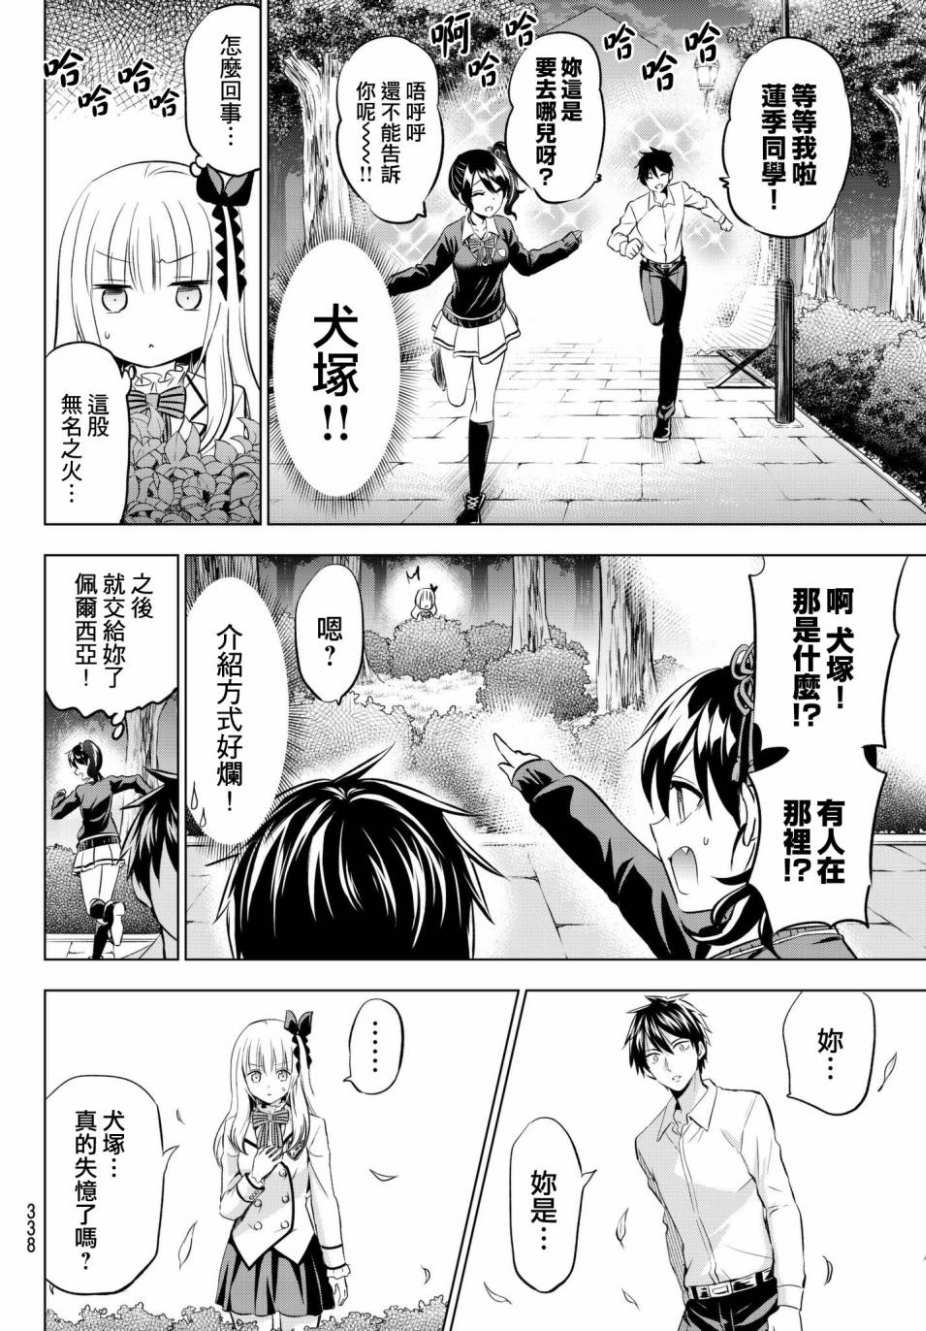 等等我啦
蓮季同學！
哈
哈
哈
妳這是
要去哪兒呀？
啊
哈
哈
唔呼呼
還不能告訴
你呢～～!!
犬塚!!
哈
哈
哈
哈
怎麼回事…
這股
無名之火…
啊 犬塚！
那是什麼!?
有人在
那裡!?
嗯？
介紹方式好爛！
之後
就交給妳了
佩爾西亞！
妳…
妳是…
……
犬塚…
真的失憶了嗎？
338